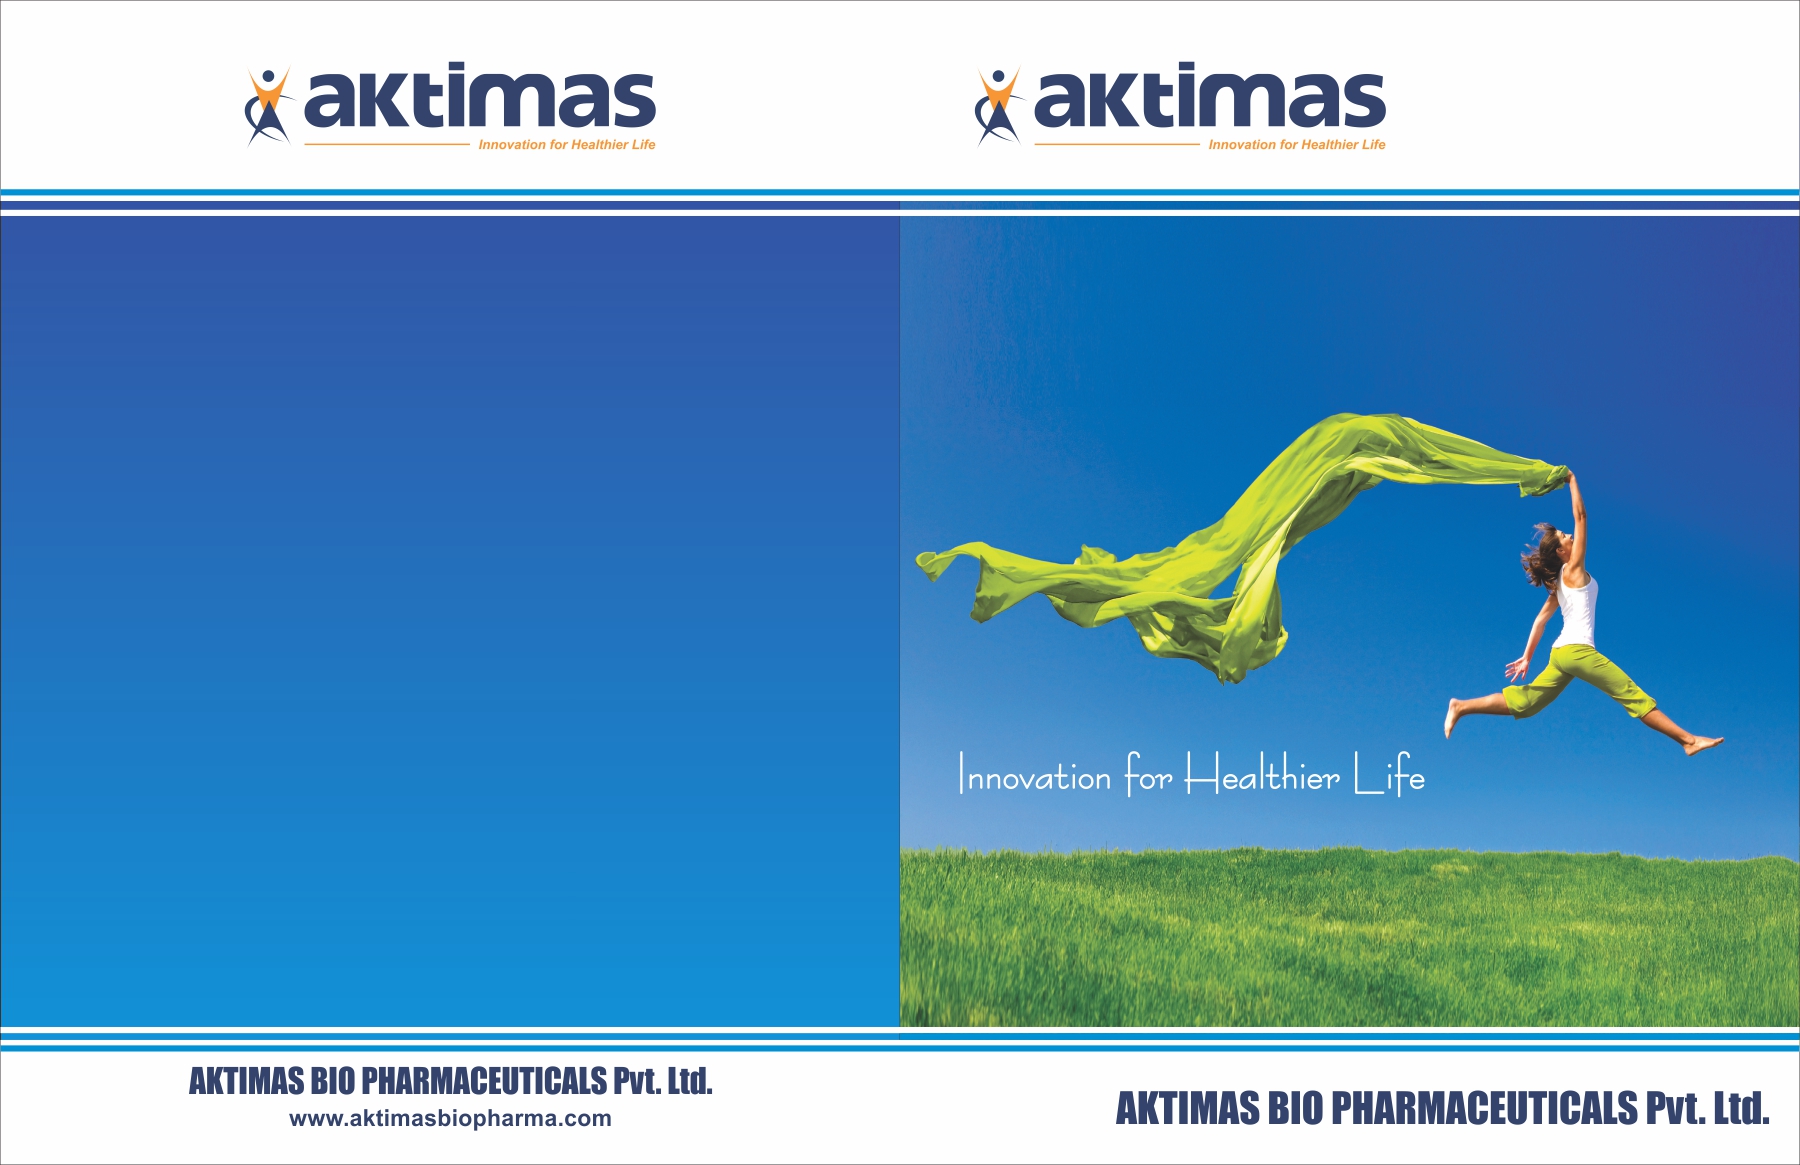 aktimas
Innovation for Healthier Life
AKTIMAS BIO PHARMACEUTICALS Pvt. Ltd.
www.aktimasbiopharma.com
aktimas
Innovation for Healthier Life
Innovation for Healthier Life
AKTIMAS BIO PHARMACEUTICALS Pvt. Ltd.